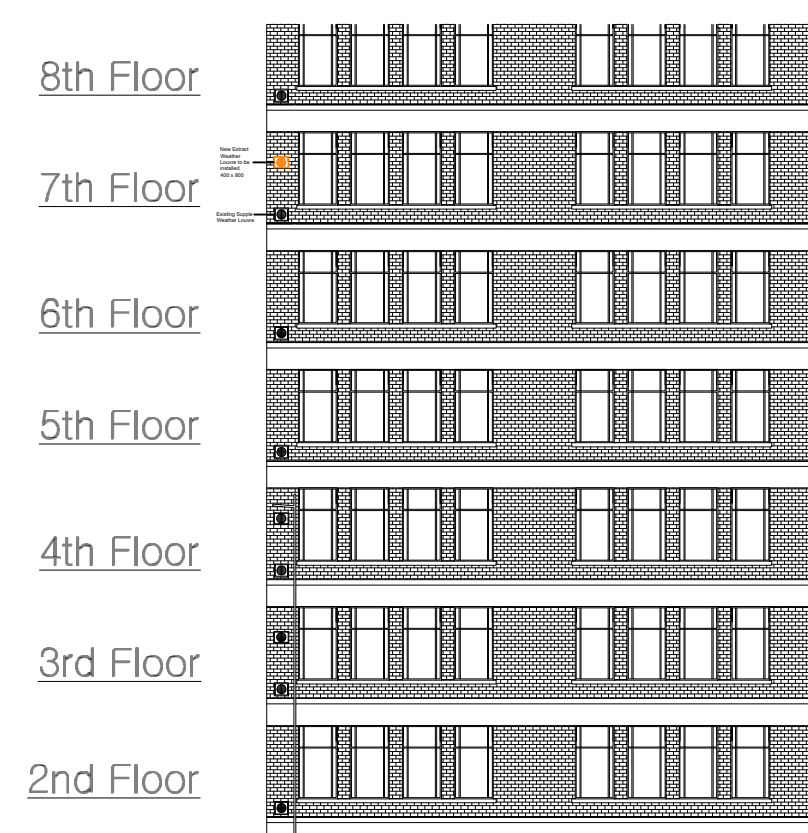 8th Floor
New Extract
Weather
Louvre to be
installed
400 x 800
7th Floor
Existing Supple
Weather Louvre
6th Floor
5th Floor
4th Floor
3rd Floor
2nd Floor